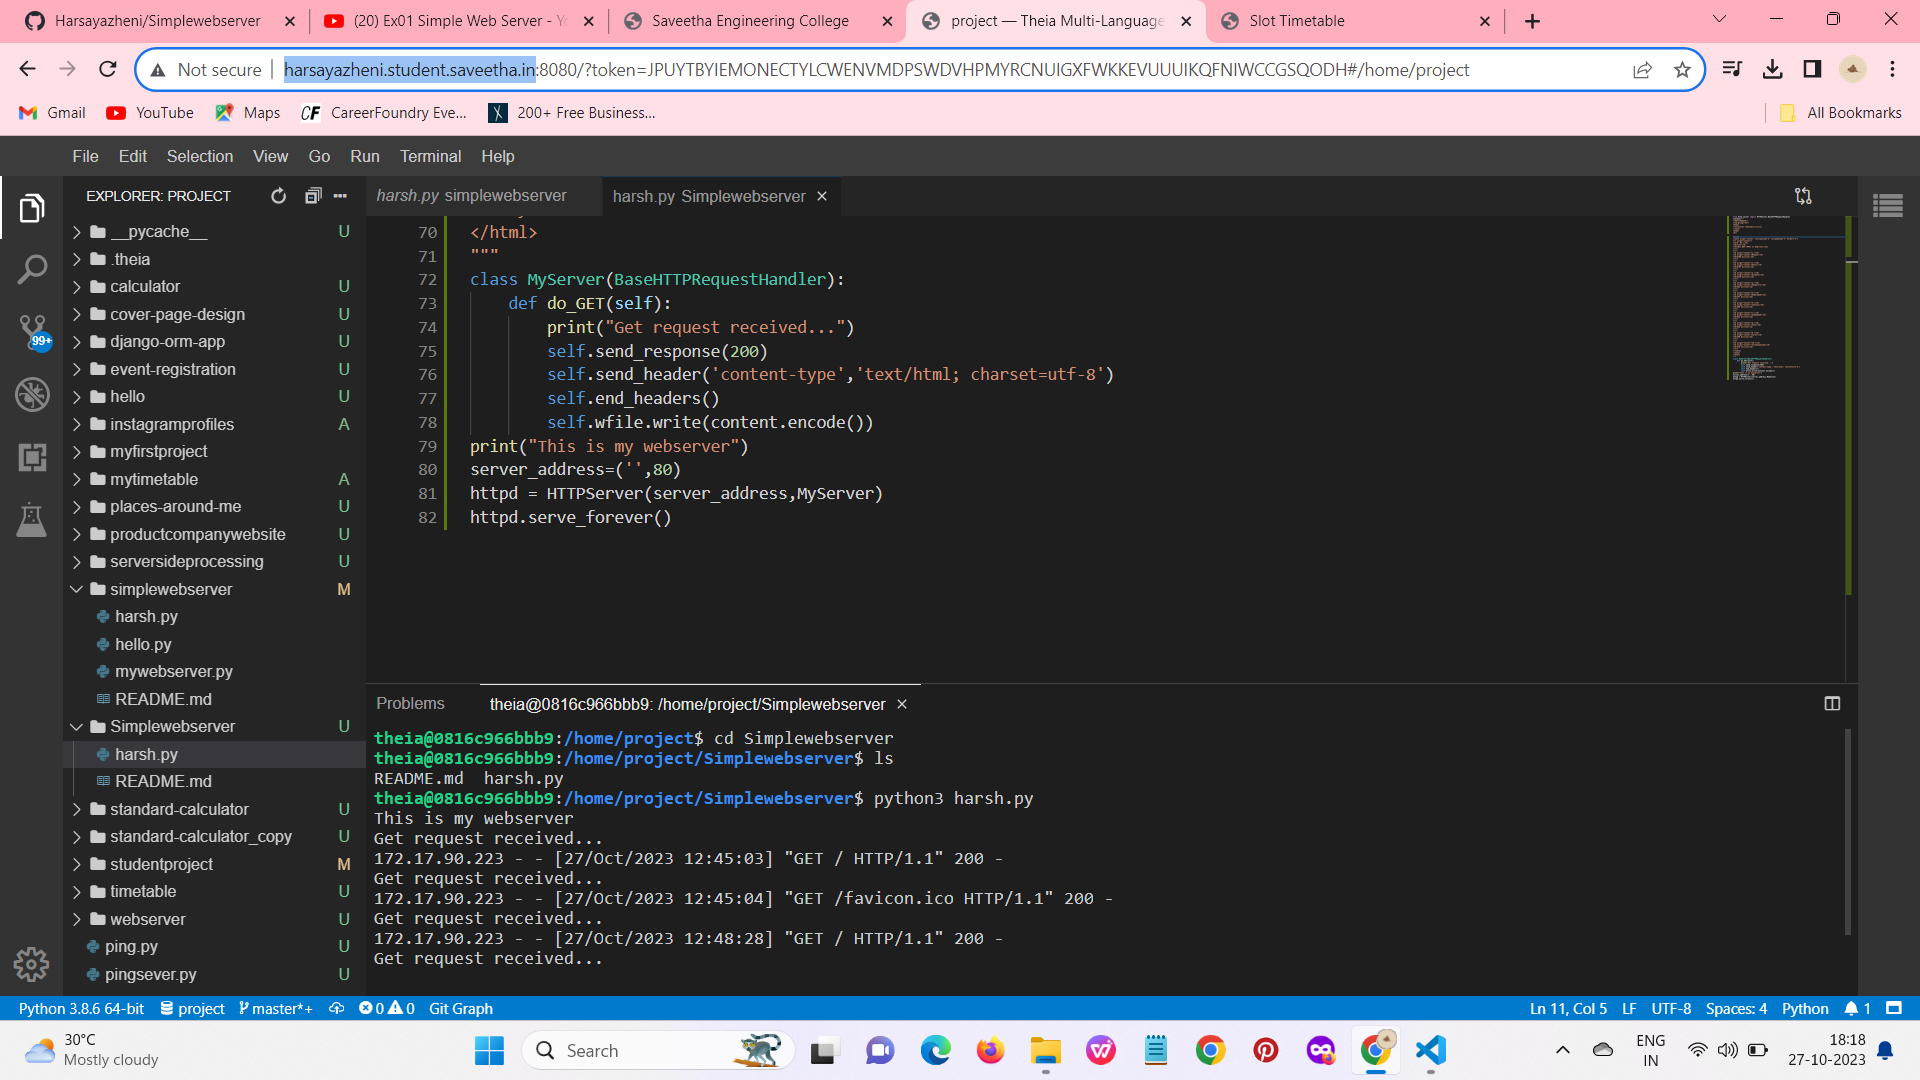 Harsayazheni/Simplewebserver
(20) Ex01 Simple Web Server - Yo
Saveetha Engineering College
project — Theia Multi-Language
Slot Timetable
Not secure
harsayazheni.student.saveetha.in:8080/?token=JPUYTBYIEMONECTYLCWENVMDPSWDVHPMYRCNUIGXFWKKEVUUUIKQFNIWCCGSQODH#/home/project
Gmail YouTube Maps CareerFoundry Eve... 200+ Free Business... All Bookmarks
File Edit Selection View Go Run Terminal Help
EXPLORER: PROJECT
__pycache__ U
.theia
calculator U
cover-page-design U
django-orm-app U
event-registration U
hello U
instagramprofiles A
myfirstproject
mytimetable A
places-around-me U
productcompanywebsite U
serversideprocessing U
simplewebserver M
harsh.py
hello.py
mywebserver.py
README.md
Simplewebserver U
harsh.py
README.md
standard-calculator U
standard-calculator_copy U
studentproject M
timetable U
webserver U
ping.py U
pingsever.py U
99+
harsh.py simplewebserver
harsh.py Simplewebserver
70 </html>
71 """
72 class MyServer(BaseHTTPRequestHandler):
73 def do_GET(self):
74 print("Get request received...")
75 self.send_response(200)
76 self.send_header('content-type','text/html; charset=utf-8')
77 self.end_headers()
78 self.wfile.write(content.encode())
79 print("This is my webserver")
80 server_address=('',80)
81 httpd = HTTPServer(server_address,MyServer)
82 httpd.serve_forever()
Problems
theia@0816c966bbb9: /home/project/Simplewebserver
theia@0816c966bbb9:/home/project$ cd Simplewebserver
theia@0816c966bbb9:/home/project/Simplewebserver$ ls
README.md harsh.py
theia@0816c966bbb9:/home/project/Simplewebserver$ python3 harsh.py
This is my webserver
Get request received...
172.17.90.223 - - [27/Oct/2023 12:45:03] "GET / HTTP/1.1" 200 -
Get request received...
172.17.90.223 - - [27/Oct/2023 12:45:04] "GET /favicon.ico HTTP/1.1" 200 -
Get request received...
172.17.90.223 - - [27/Oct/2023 12:48:28] "GET / HTTP/1.1" 200 -
Get request received...
Python 3.8.6 64-bit project master*+ 0 0 Git Graph
Ln 11, Col 5 LF UTF-8 Spaces: 4 Python 1
30°C
Mostly cloudy
Search
ENG
IN
18:18
27-10-2023